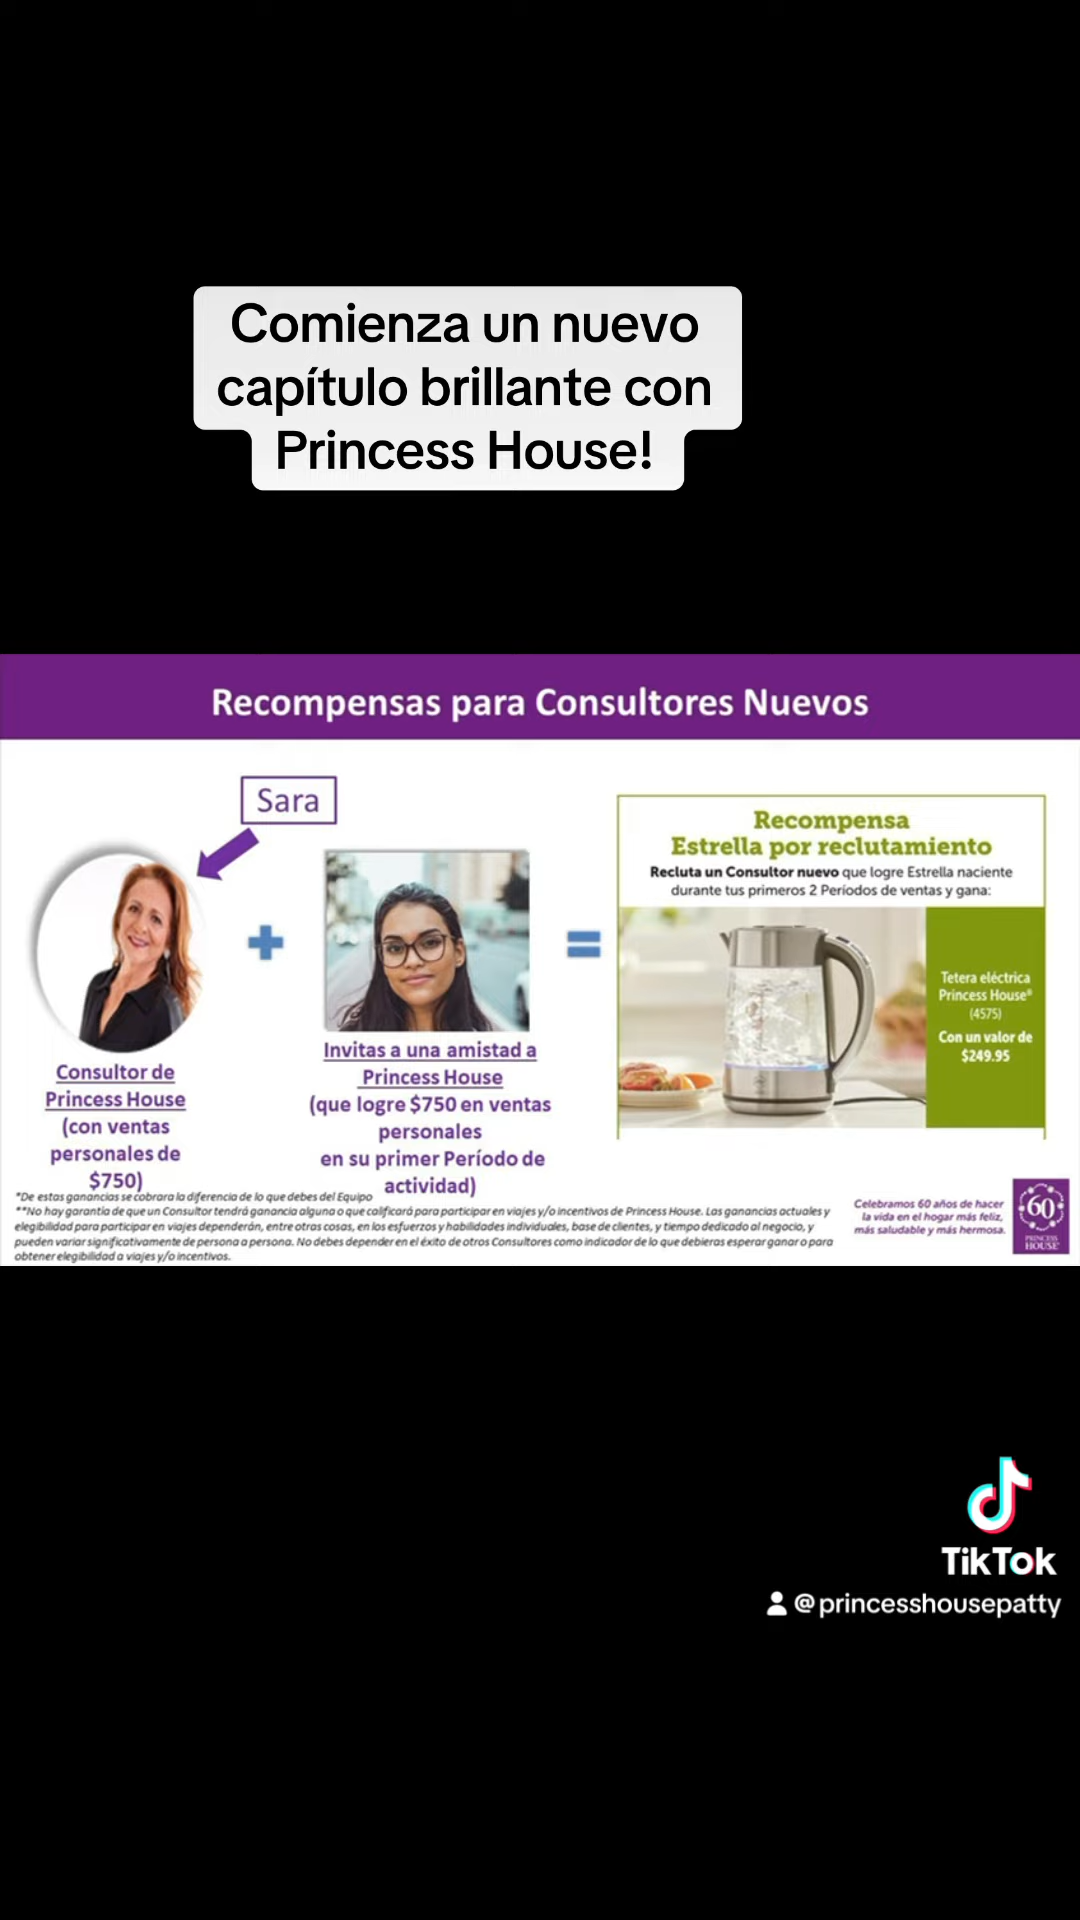 Comienza un nuevo
capítulo brillante con
Princess House!
Recompensas para Consultores Nuevos
Sara
Consultor de
Princess House
(con ventas
personales de
$750)
Invitas a una amistad a
Princess House
(que logre $750 en ventas
personales
en su primer Período de
actividad)
Recompensa
Estrella por reclutamiento
Recluta un Consultor nuevo que logre Estrella naciente
durante tus primeros 2 Períodos de ventas y gana:
Tetera eléctrica
Princess House®
(4575)
Con un valor de
$249.95
*De estas ganancias se cobrara la diferencia de lo que debes del Equipo
**No hay garantía de que un Consultor tendrá ganancia alguna o que calificará para participar en viajes y/o incentivos de Princess House. Las ganancias actuales y
elegibilidad para participar en viajes dependerán, entre otras cosas, en los esfuerzos y habilidades individuales, base de clientes, y tiempo dedicado al negocio, y
pueden variar significativamente de persona a persona. No debes depender en el éxito de otros Consultores como indicador de lo que debieras esperar ganar o para
obtener elegibilidad a viajes y/o incentivos.
Celebramos 60 años de hacer
la vida en el hogar más feliz,
más saludable y más hermosa.
60
PRINCESS
HOUSE
TikTok
@princesshousepatty